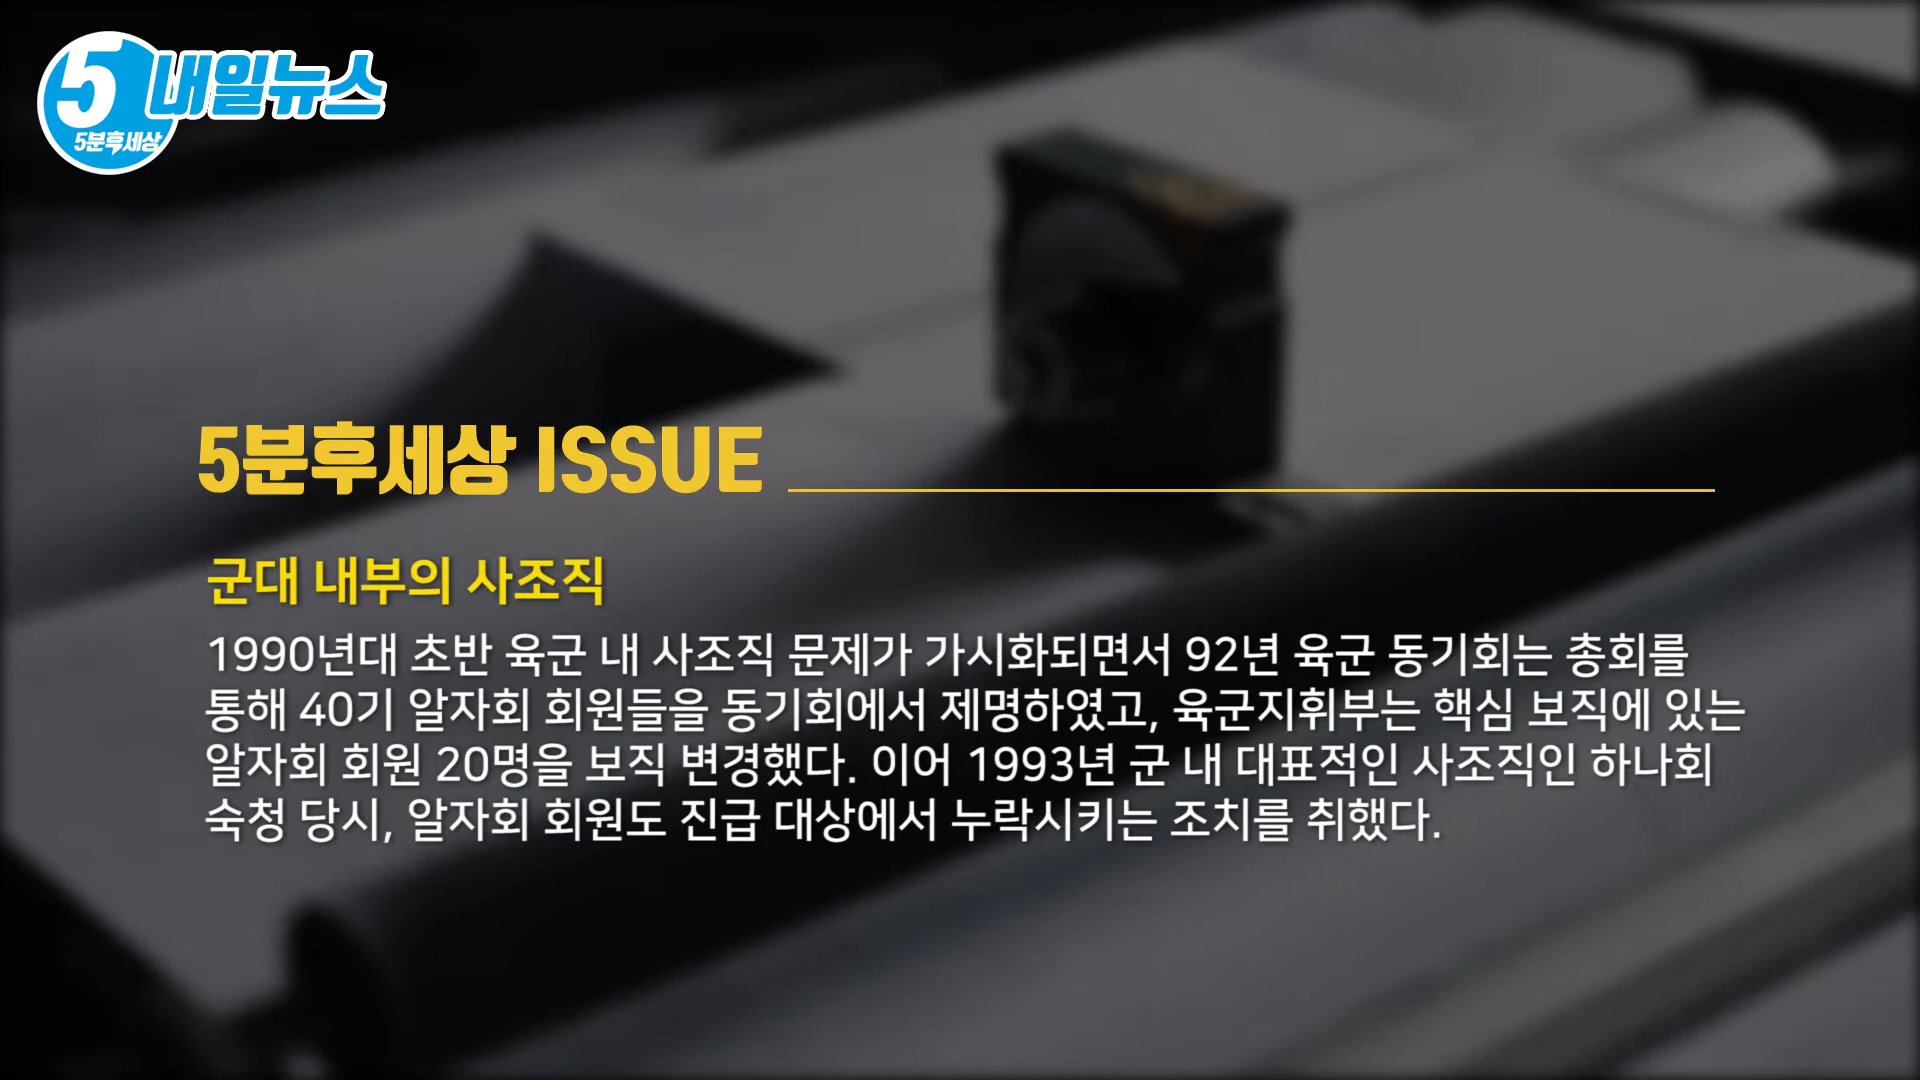 5 내일뉴스
5분후세상
5분후세상 ISSUE
군대 내부의 사조직
1990년대 초반 육군 내 사조직 문제가 가시화되면서 92년 육군 동기회는 총회를
통해 40기 알자회 회원들을 동기회에서 제명하였고, 육군지휘부는 핵심 보직에 있는
알자회 회원 20명을 보직 변경했다. 이어 1993년 군 내 대표적인 사조직인 하나회
숙청 당시, 알자회 회원도 진급 대상에서 누락시키는 조치를 취했다.